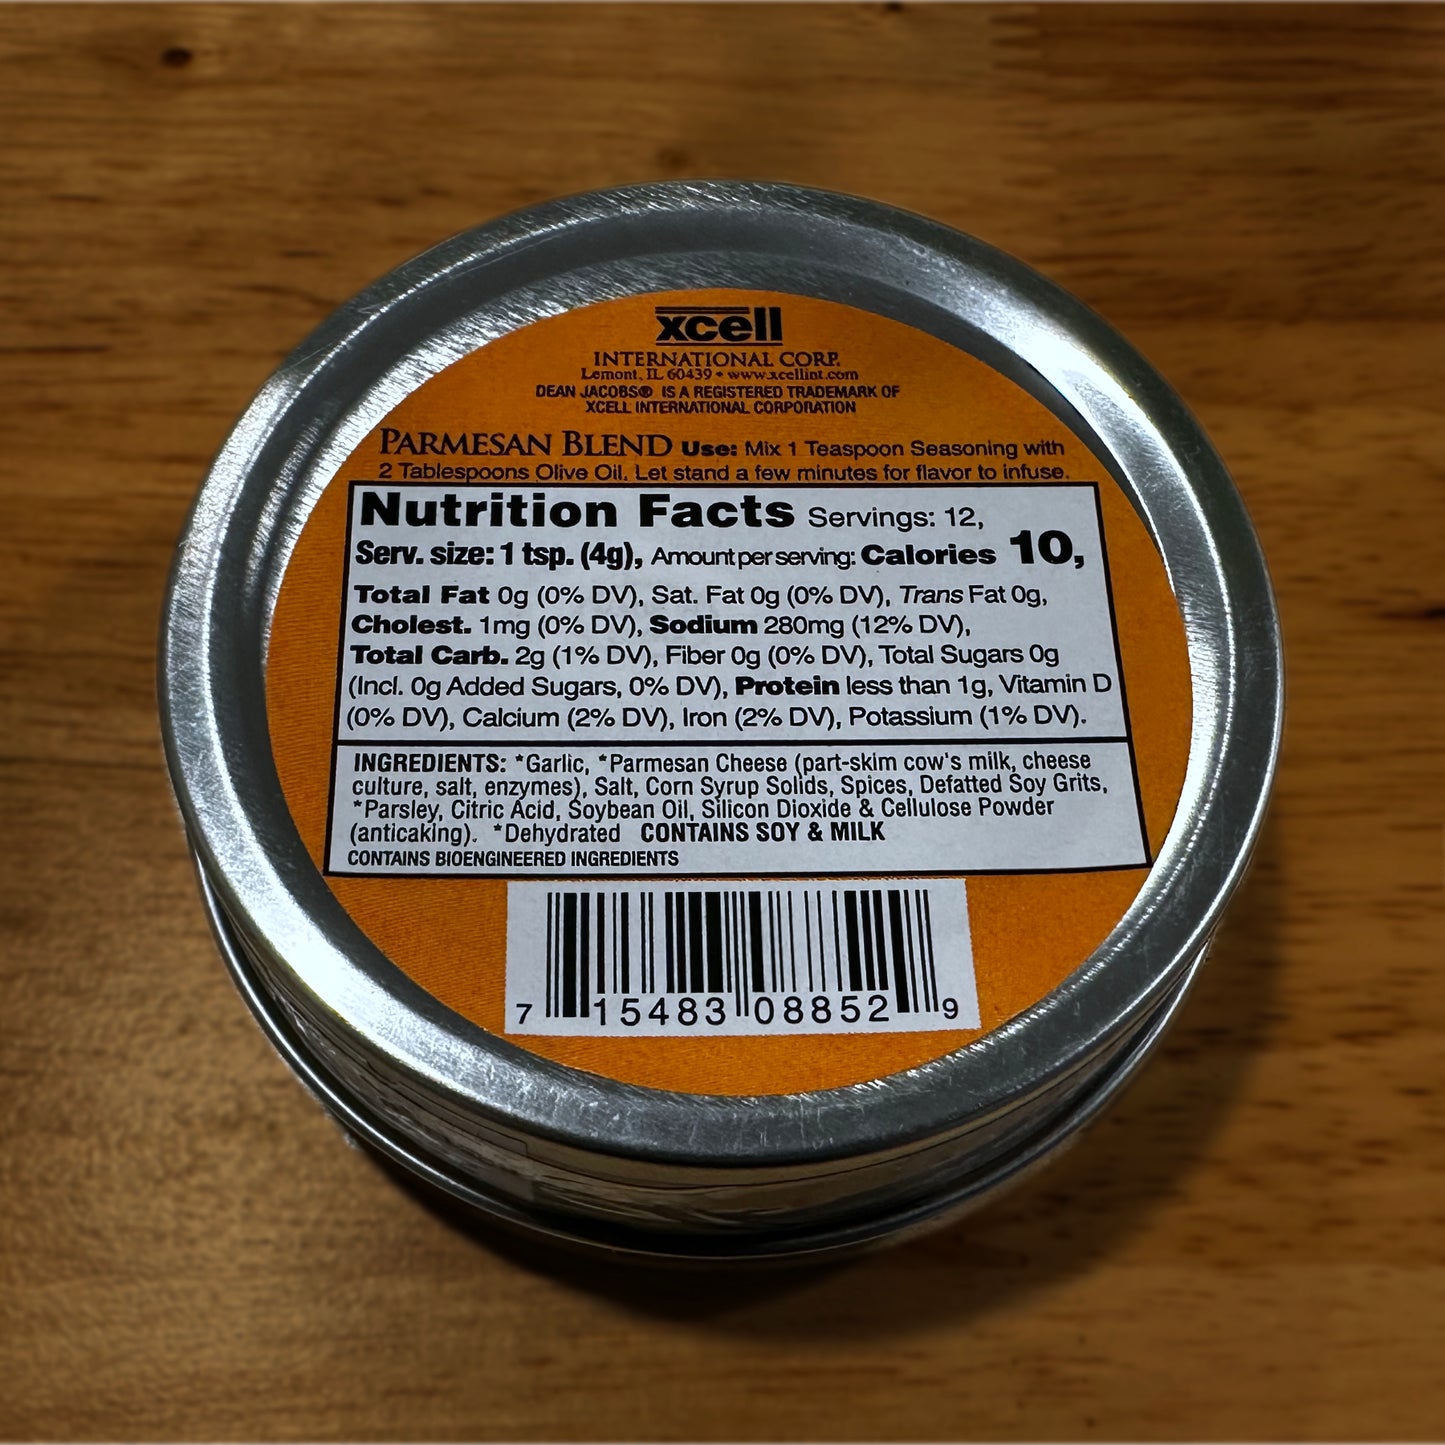 xcell
INTERNATIONAL CORP.
Lemont, IL 60439 • www.xcellint.com
DEAN JACOBS® IS A REGISTERED TRADEMARK OF
XCELL INTERNATIONAL CORPORATION
PARMESAN BLEND Use: Mix 1 Teaspoon Seasoning with
2 Tablespoons Olive Oil. Let stand a few minutes for flavor to infuse.
Nutrition Facts Servings: 12,
Serv. size: 1 tsp. (4g), Amount per serving: Calories 10,
Total Fat 0g (0% DV), Sat. Fat 0g (0% DV), Trans Fat 0g,
Cholest. 1mg (0% DV), Sodium 280mg (12% DV),
Total Carb. 2g (1% DV), Fiber 0g (0% DV), Total Sugars 0g
(Incl. 0g Added Sugars, 0% DV), Protein less than 1g, Vitamin D
(0% DV), Calcium (2% DV), Iron (2% DV), Potassium (1% DV).
INGREDIENTS: *Garlic, *Parmesan Cheese (part-skim cow's milk, cheese
culture, salt, enzymes), Salt, Corn Syrup Solids, Spices, Defatted Soy Grits,
*Parsley, Citric Acid, Soybean Oil, Silicon Dioxide & Cellulose Powder
(anticaking). *Dehydrated CONTAINS SOY & MILK
CONTAINS BIOENGINEERED INGREDIENTS
7 15483 08852 9